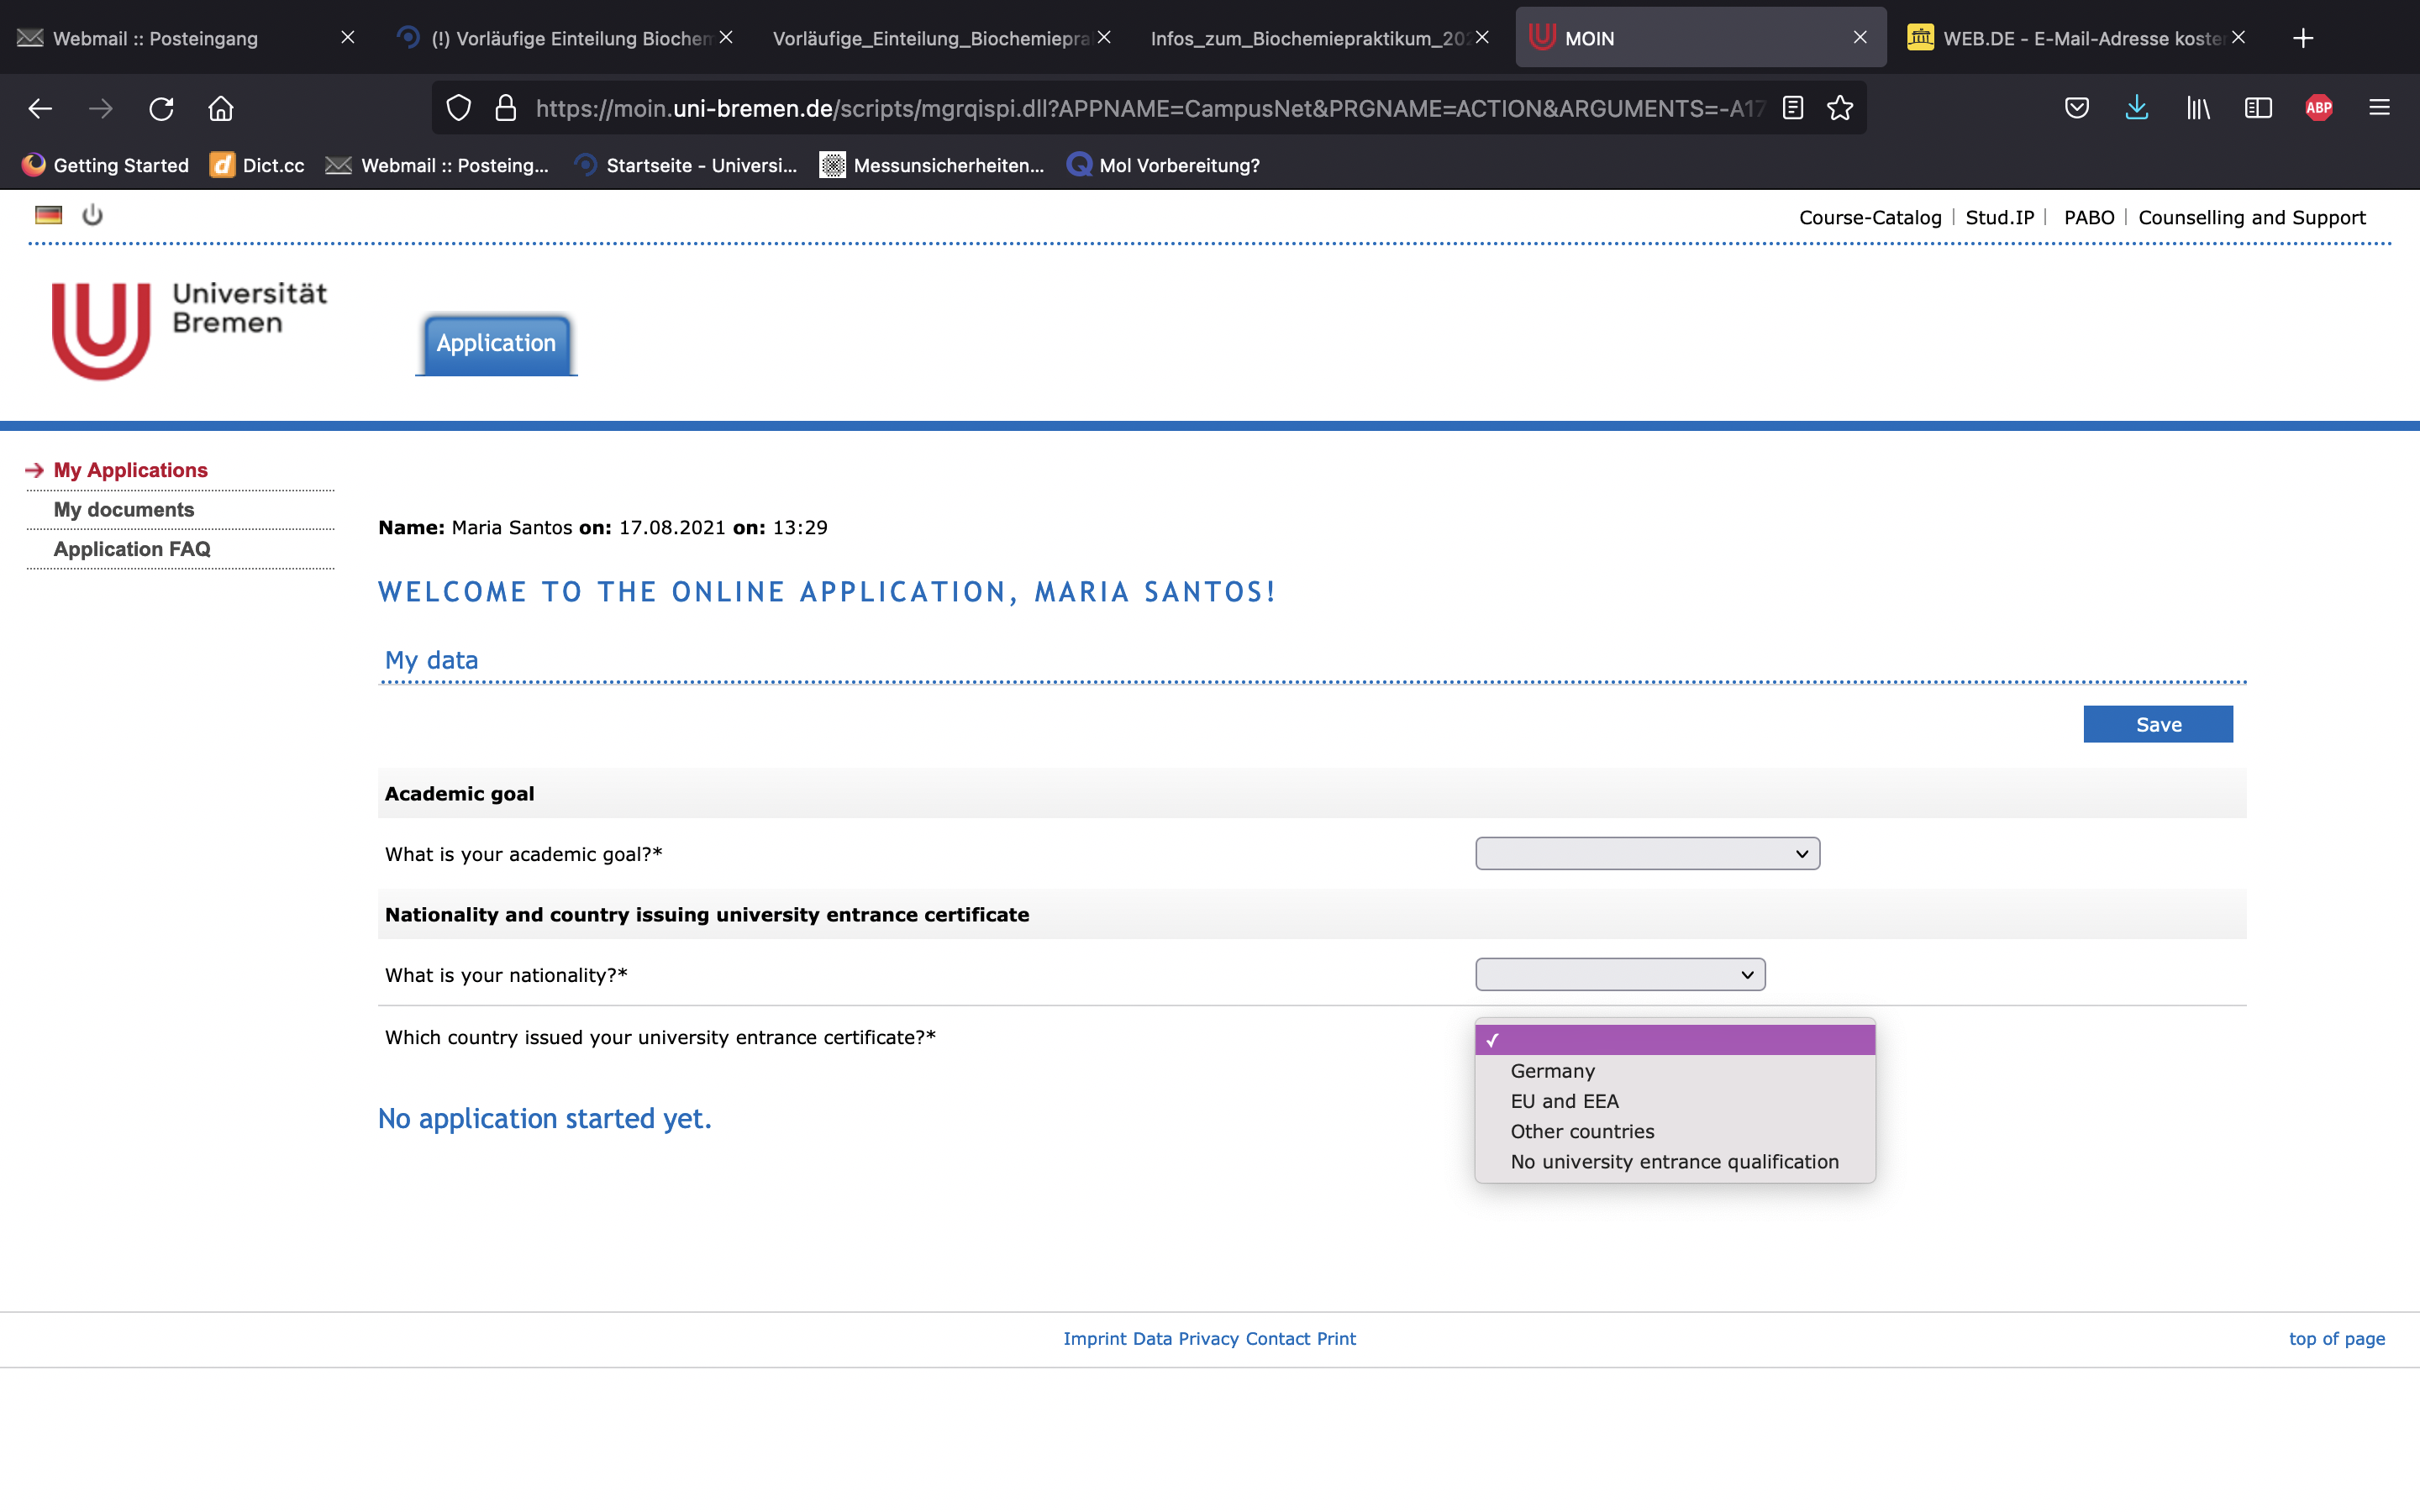 Webmail :: Posteingang
(!) Vorläufige Einteilung Biochem
Vorläufige_Einteilung_Biochemiepra
Infos_zum_Biochemiepraktikum_202
MOIN
WEB.DE - E-Mail-Adresse koste
https://moin.uni-bremen.de/scripts/mgrqispi.dll?APPNAME=CampusNet&PRGNAME=ACTION&ARGUMENTS=-A17
ABP
Getting Started
Dict.cc
Webmail :: Posteing...
Startseite - Universi...
Messunsicherheiten...
Mol Vorbereitung?
Course-Catalog
Stud.IP
PABO
Counselling and Support
Universität
Bremen
Application
My Applications
My documents
Application FAQ
Name: Maria Santos on: 17.08.2021 on: 13:29
WELCOME TO THE ONLINE APPLICATION, MARIA SANTOS!
My data
Save
Academic goal
What is your academic goal?*
Nationality and country issuing university entrance certificate
What is your nationality?*
Which country issued your university entrance certificate?*
✓
Germany
EU and EEA
Other countries
No university entrance qualification
No application started yet.
Imprint Data Privacy Contact Print
top of page